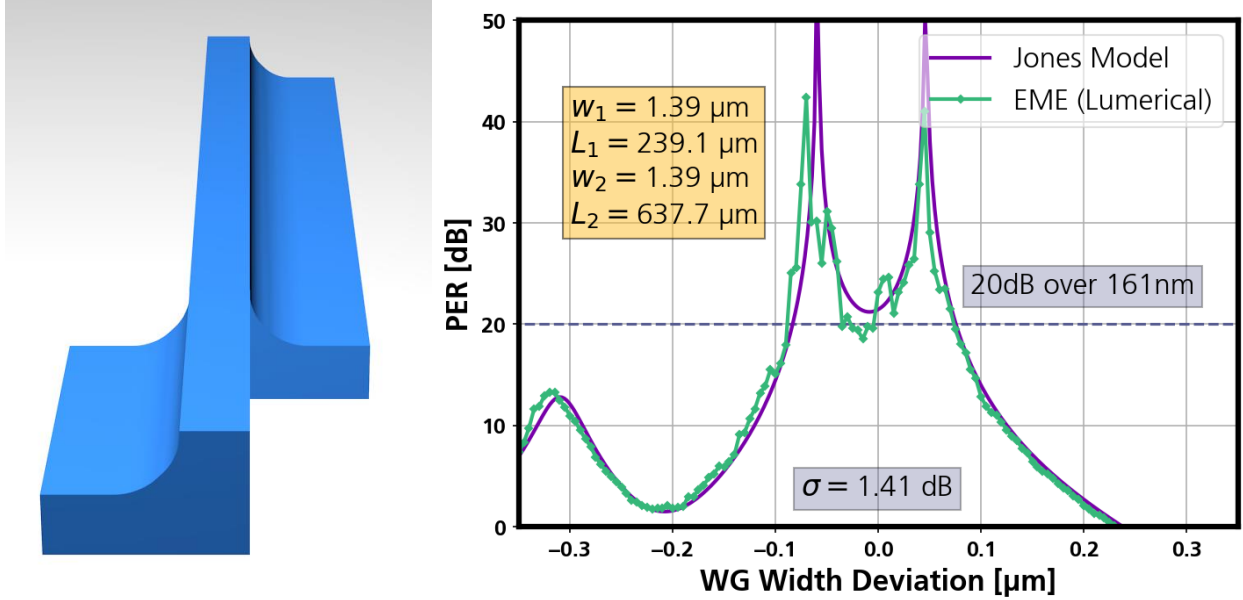 50
40
30
20
10
0
PER [dB]
w₁ = 1.39 µm
L₁ = 239.1 µm
w₂ = 1.39 µm
L₂ = 637.7 µm
Jones Model
EME (Lumerical)
20dB over 161nm
σ = 1.41 dB
−0.3 −0.2 −0.1 0.0 0.1 0.2 0.3
WG Width Deviation [µm]